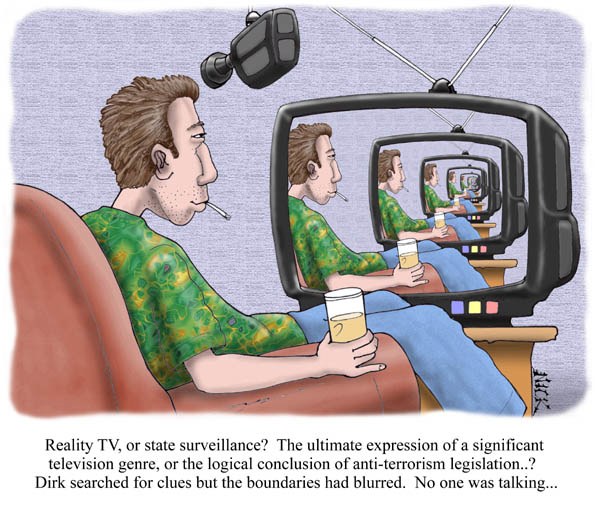 Reality TV, or state surveillance? The ultimate expression of a significant
television genre, or the logical conclusion of anti-terrorism legislation..?
Dirk searched for clues but the boundaries had blurred. No one was talking...